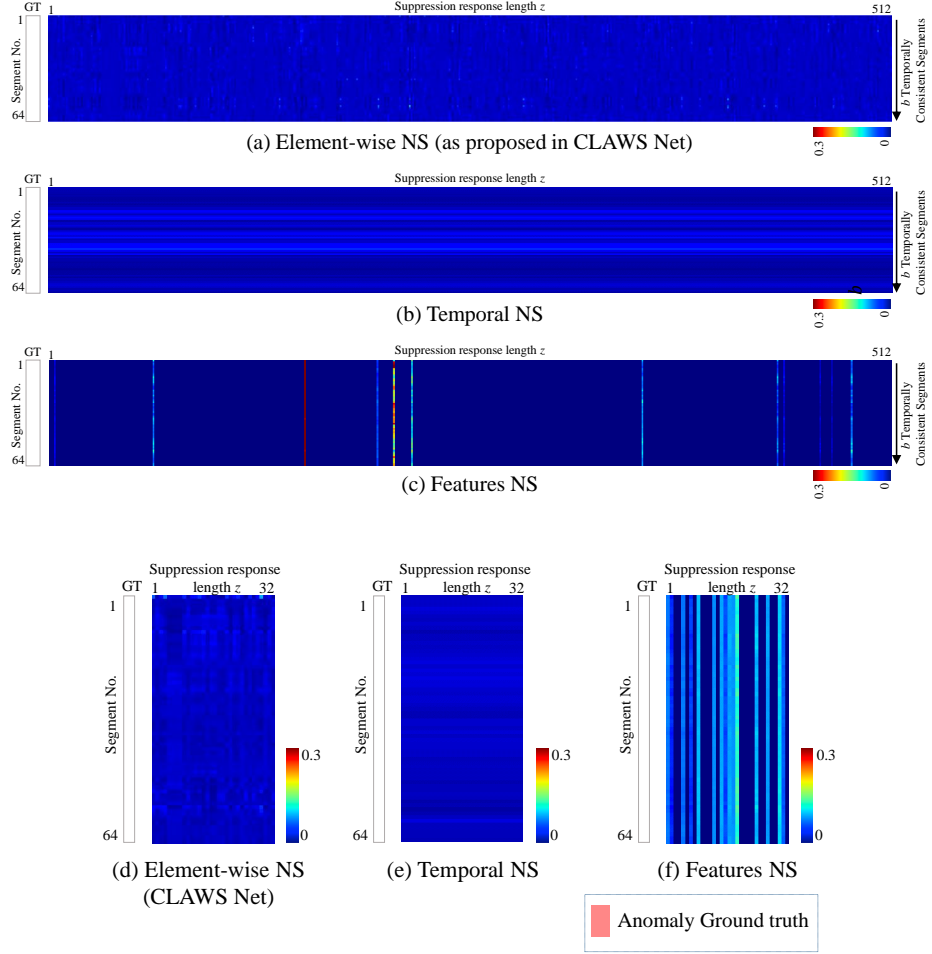 GT 1 Suppression response length z 512
1
Segment No.
64
b Temporally
Consistent Segments
0.3 0
(a) Element-wise NS (as proposed in CLAWS Net)
GT 1 Suppression response length z 512
1
Segment No.
64
b Temporally
Consistent Segments
b
0.3 0
(b) Temporal NS
GT 1 Suppression response length z 512
1
Segment No.
64
b Temporally
Consistent Segments
0.3 0
(c) Features NS
Suppression response
GT 1 length z 32
1
Segment No.
64
0.3
0
(d) Element-wise NS
(CLAWS Net)
Suppression response
GT 1 length z 32
1
Segment No.
64
0.3
0
(e) Temporal NS
Suppression response
GT 1 length z 32
1
Segment No.
64
0.3
0
(f) Features NS
Anomaly Ground truth